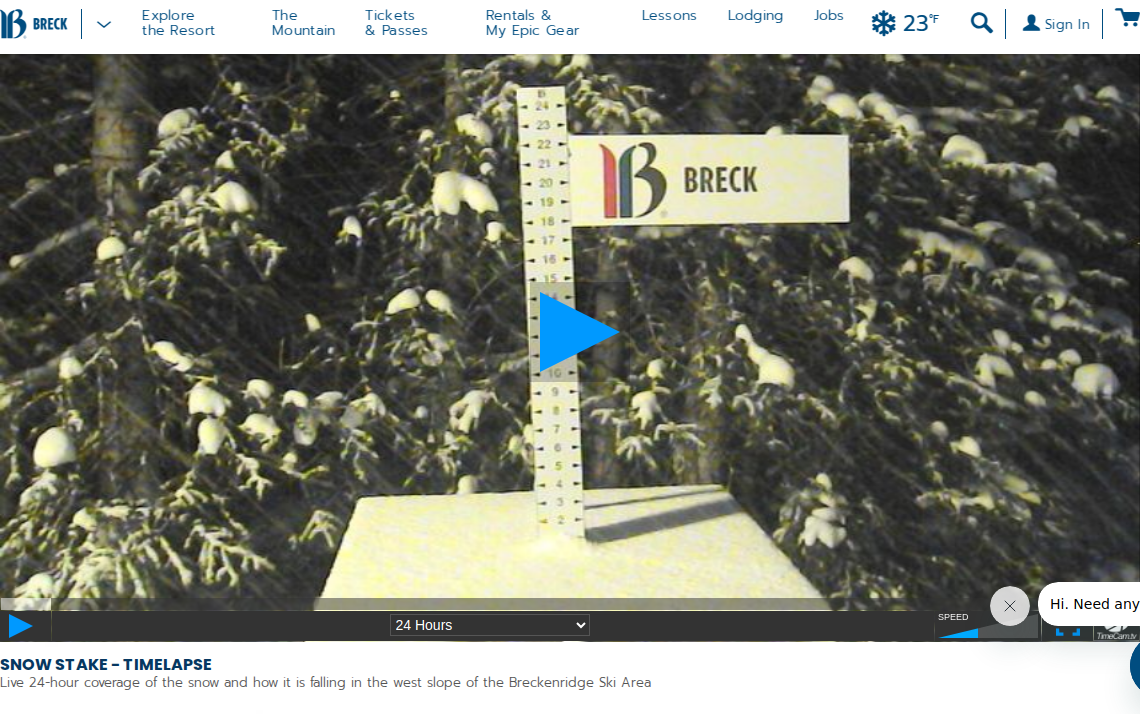 BRECK
Explore
the Resort
The
Mountain
Tickets
& Passes
Rentals &
My Epic Gear
Lessons
Lodging
Jobs
23°F
Sign In
24
23
22
21
20
19
18
17
16
15
10
9
8
7
6
5
4
3
2
B BRECK
24 Hours
SPEED
Hi. Need any
TimeCam.tv
SNOW STAKE - TIMELAPSE
Live 24-hour coverage of the snow and how it is falling in the west slope of the Breckenridge Ski Area